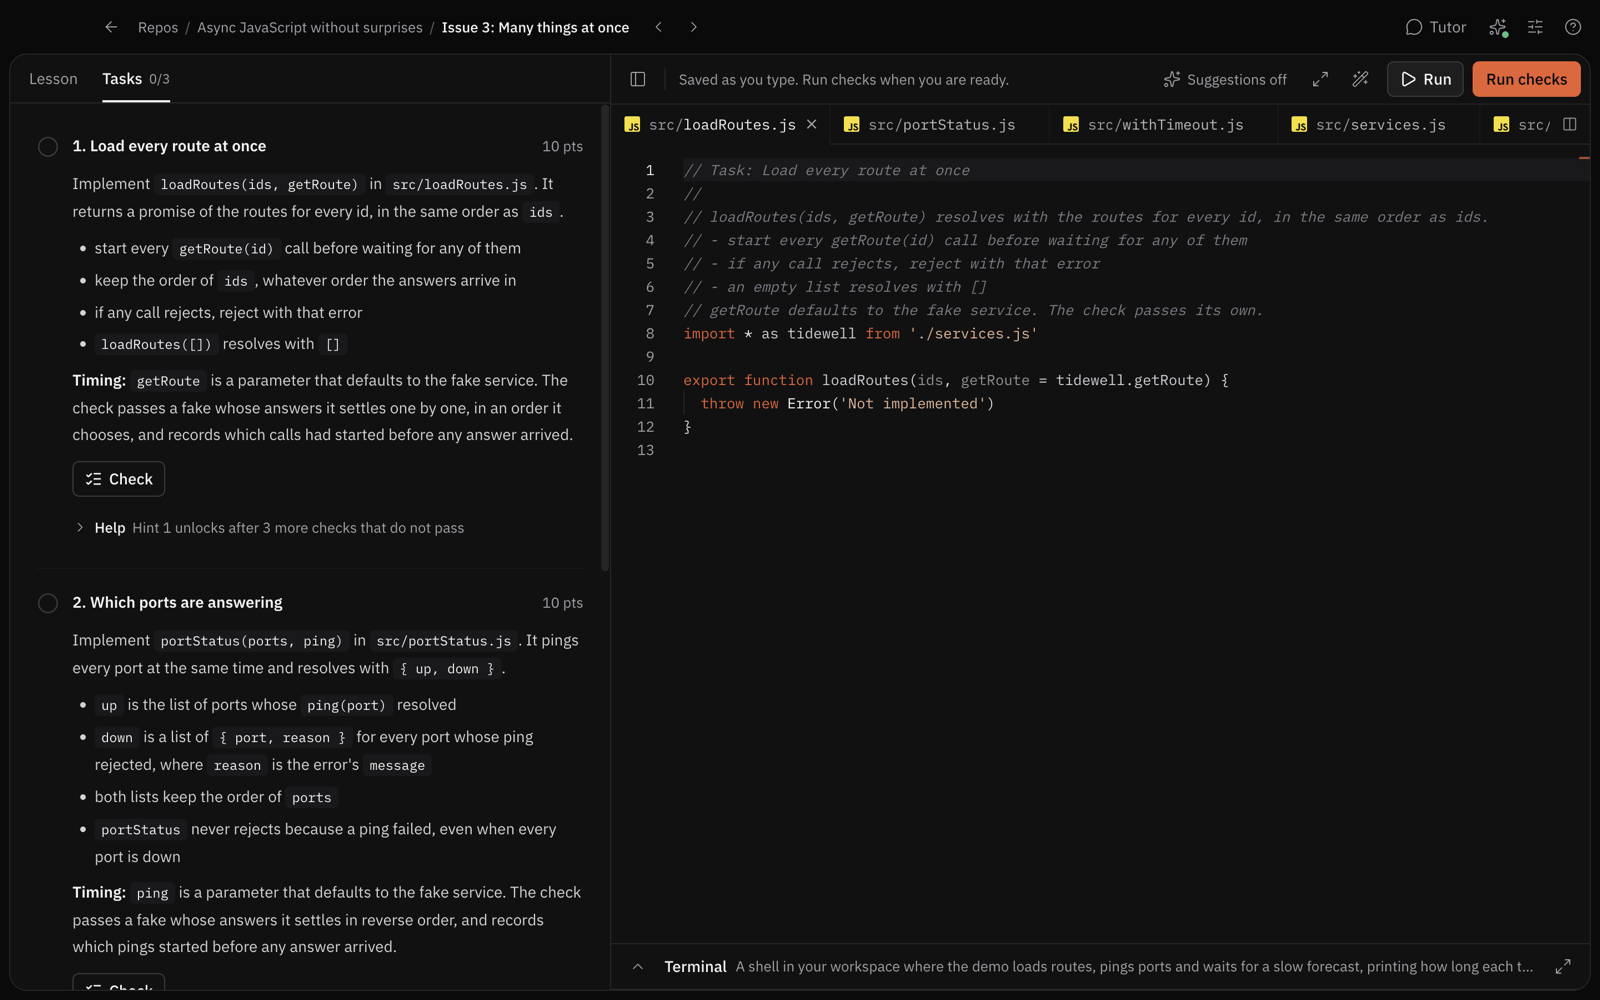 Repos / Async JavaScript without surprises / Issue 3: Many things at once
Tutor
Lesson
Tasks 0/3
1. Load every route at once
10 pts
Implement loadRoutes(ids, getRoute) in src/loadRoutes.js. It
returns a promise of the routes for every id, in the same order as ids.
• start every getRoute(id) call before waiting for any of them
• keep the order of ids, whatever order the answers arrive in
• if any call rejects, reject with that error
• loadRoutes([]) resolves with []
Timing: getRoute is a parameter that defaults to the fake service. The
check passes a fake whose answers it settles one by one, in an order it
chooses, and records which calls had started before any answer arrived.
Check
Help Hint 1 unlocks after 3 more checks that do not pass
2. Which ports are answering
10 pts
Implement portStatus(ports, ping) in src/portStatus.js. It pings
every port at the same time and resolves with { up, down }.
• up is the list of ports whose ping(port) resolved
• down is a list of { port, reason } for every port whose ping
rejected, where reason is the error's message
• both lists keep the order of ports
• portStatus never rejects because a ping failed, even when every
port is down
Timing: ping is a parameter that defaults to the fake service. The check
passes a fake whose answers it settles in reverse order, and records
which pings started before any answer arrived.
Check
Saved as you type. Run checks when you are ready.
Suggestions off
Run
Run checks
JS src/loadRoutes.js
JS src/portStatus.js
JS src/withTimeout.js
JS src/services.js
JS src/
1 // Task: Load every route at once
2 //
3 // loadRoutes(ids, getRoute) resolves with the routes for every id, in the same order as ids.
4 // - start every getRoute(id) call before waiting for any of them
5 // - if any call rejects, reject with that error
6 // - an empty list resolves with []
7 // getRoute defaults to the fake service. The check passes its own.
8 import * as tidewell from './services.js'
9
10 export function loadRoutes(ids, getRoute = tidewell.getRoute) {
11 throw new Error('Not implemented')
12 }
13
Terminal A shell in your workspace where the demo loads routes, pings ports and waits for a slow forecast, printing how long each t...